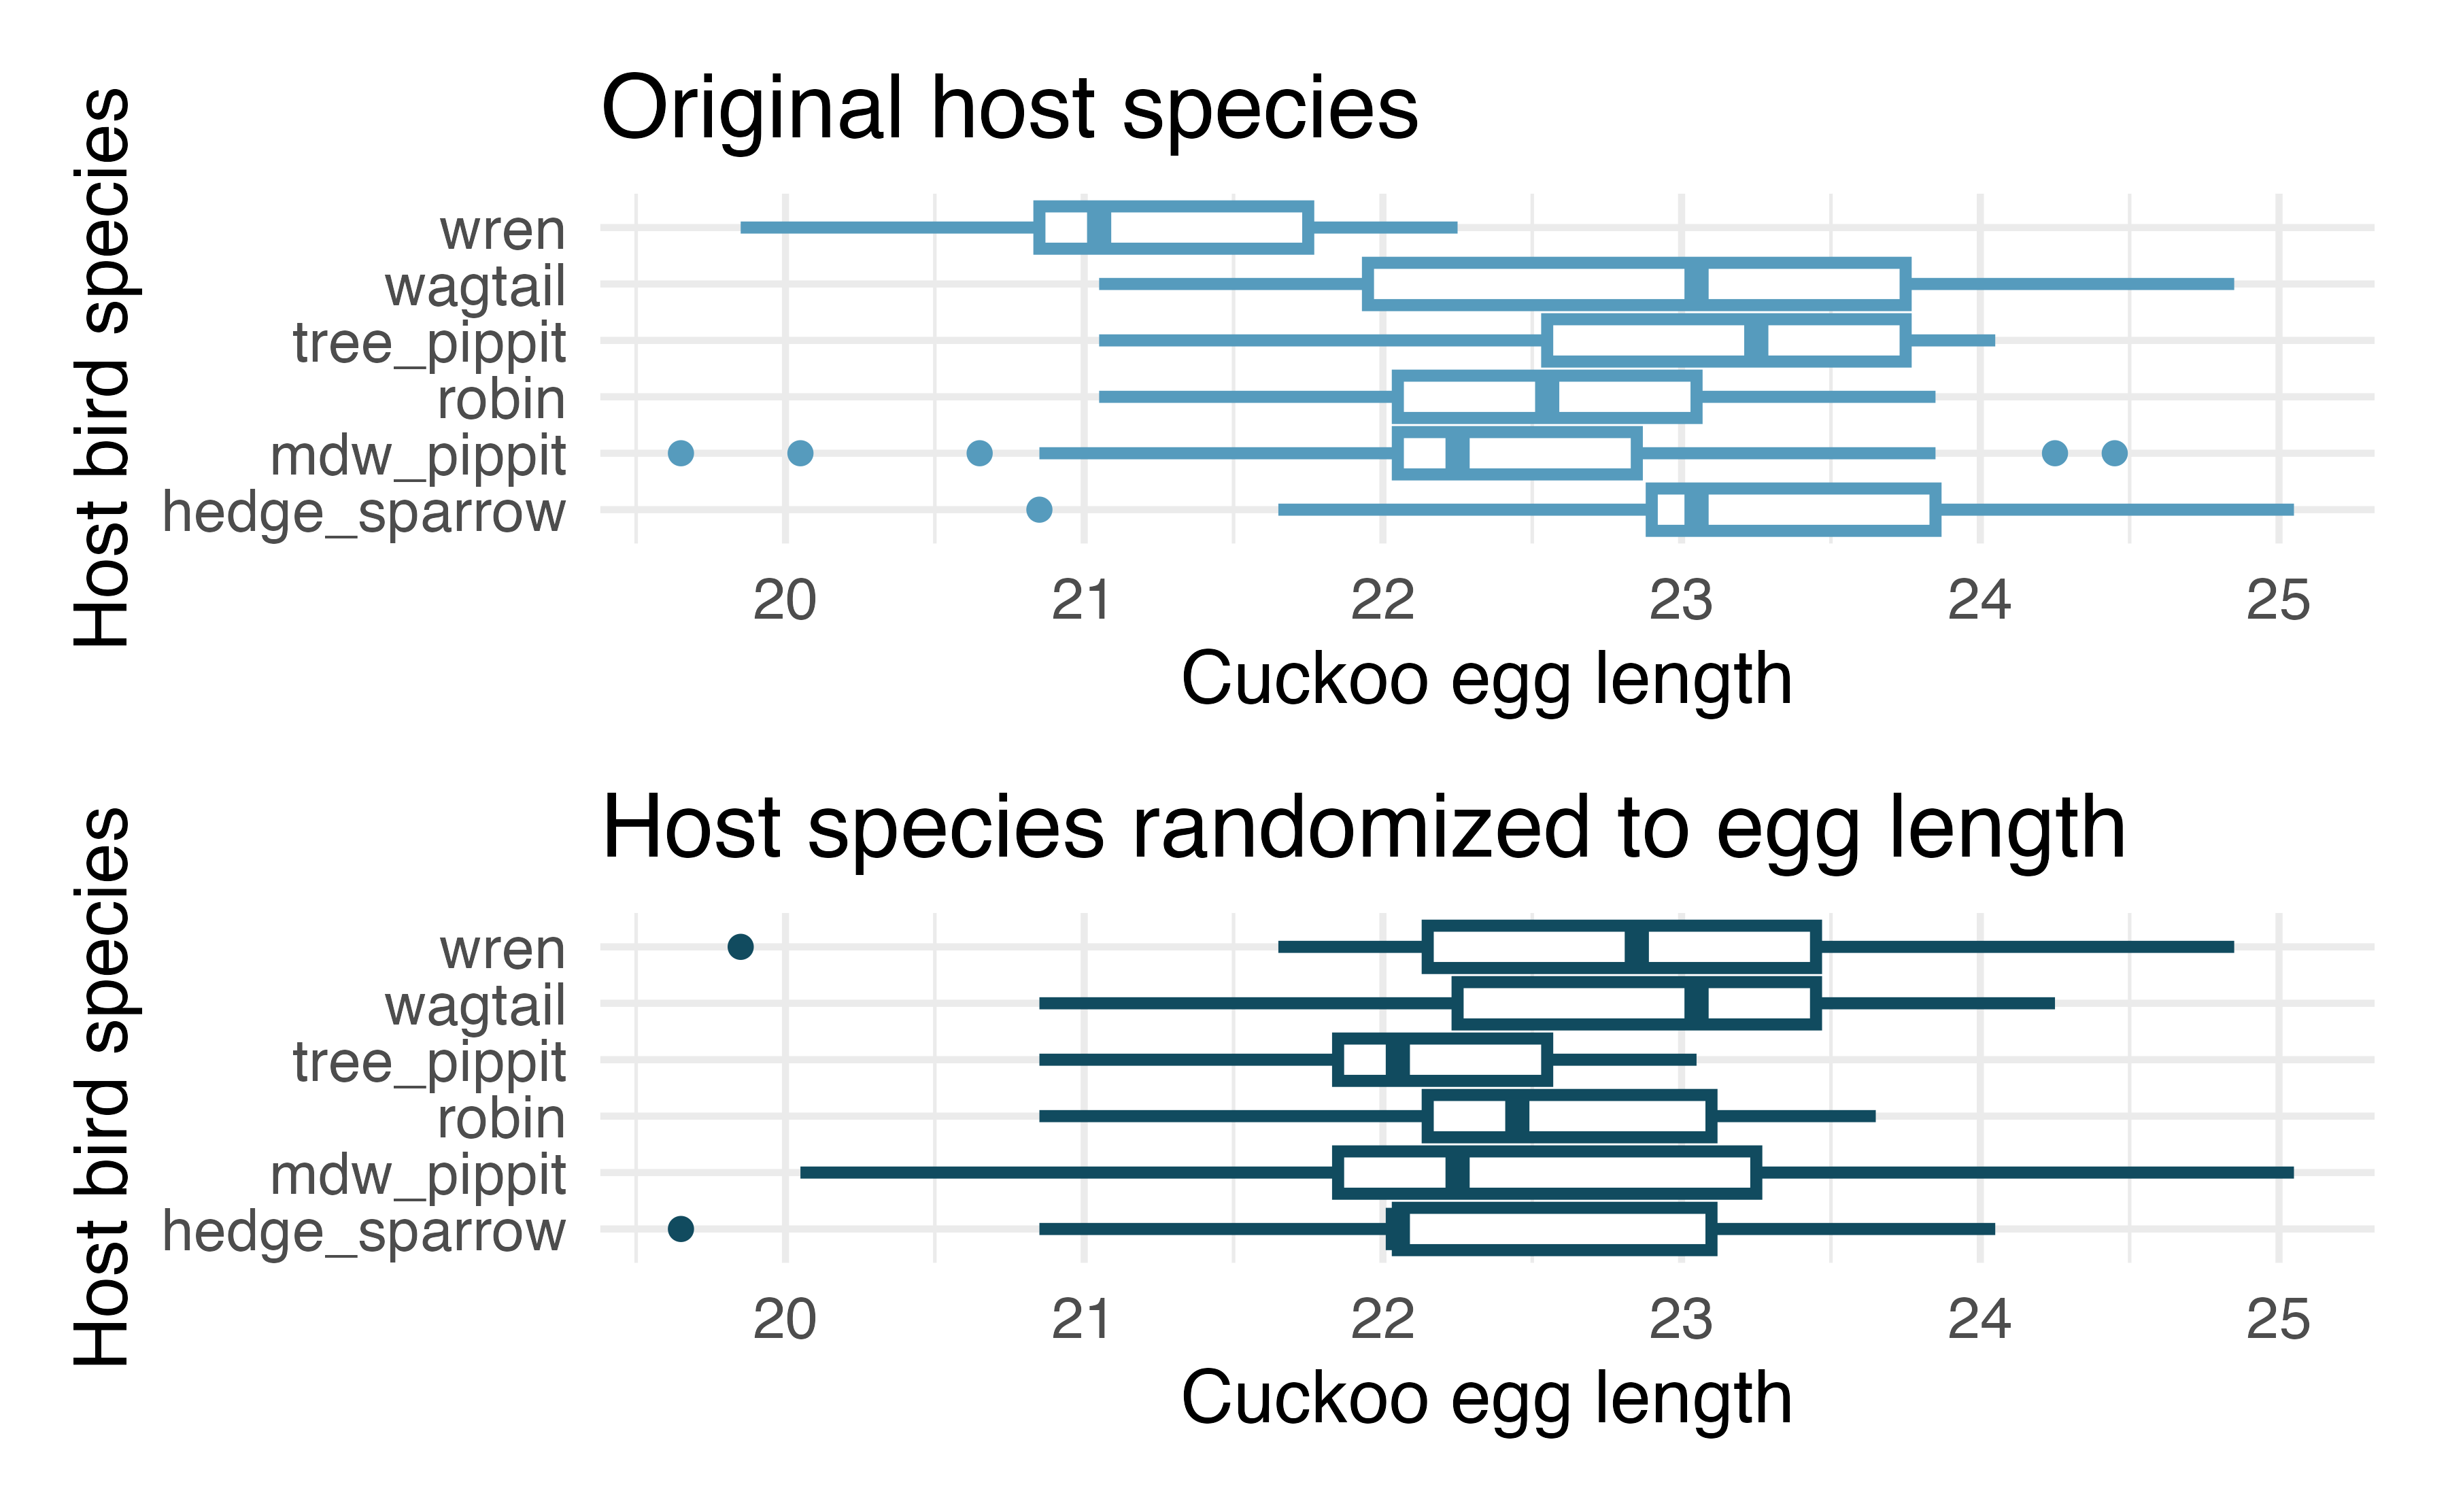 Original host species
Host bird species
wren
wagtail
tree_pippit
robin
mdw_pippit
hedge_sparrow
20 21 22 23 24 25
Cuckoo egg length
Host species randomized to egg length
Host bird species
wren
wagtail
tree_pippit
robin
mdw_pippit
hedge_sparrow
20 21 22 23 24 25
Cuckoo egg length